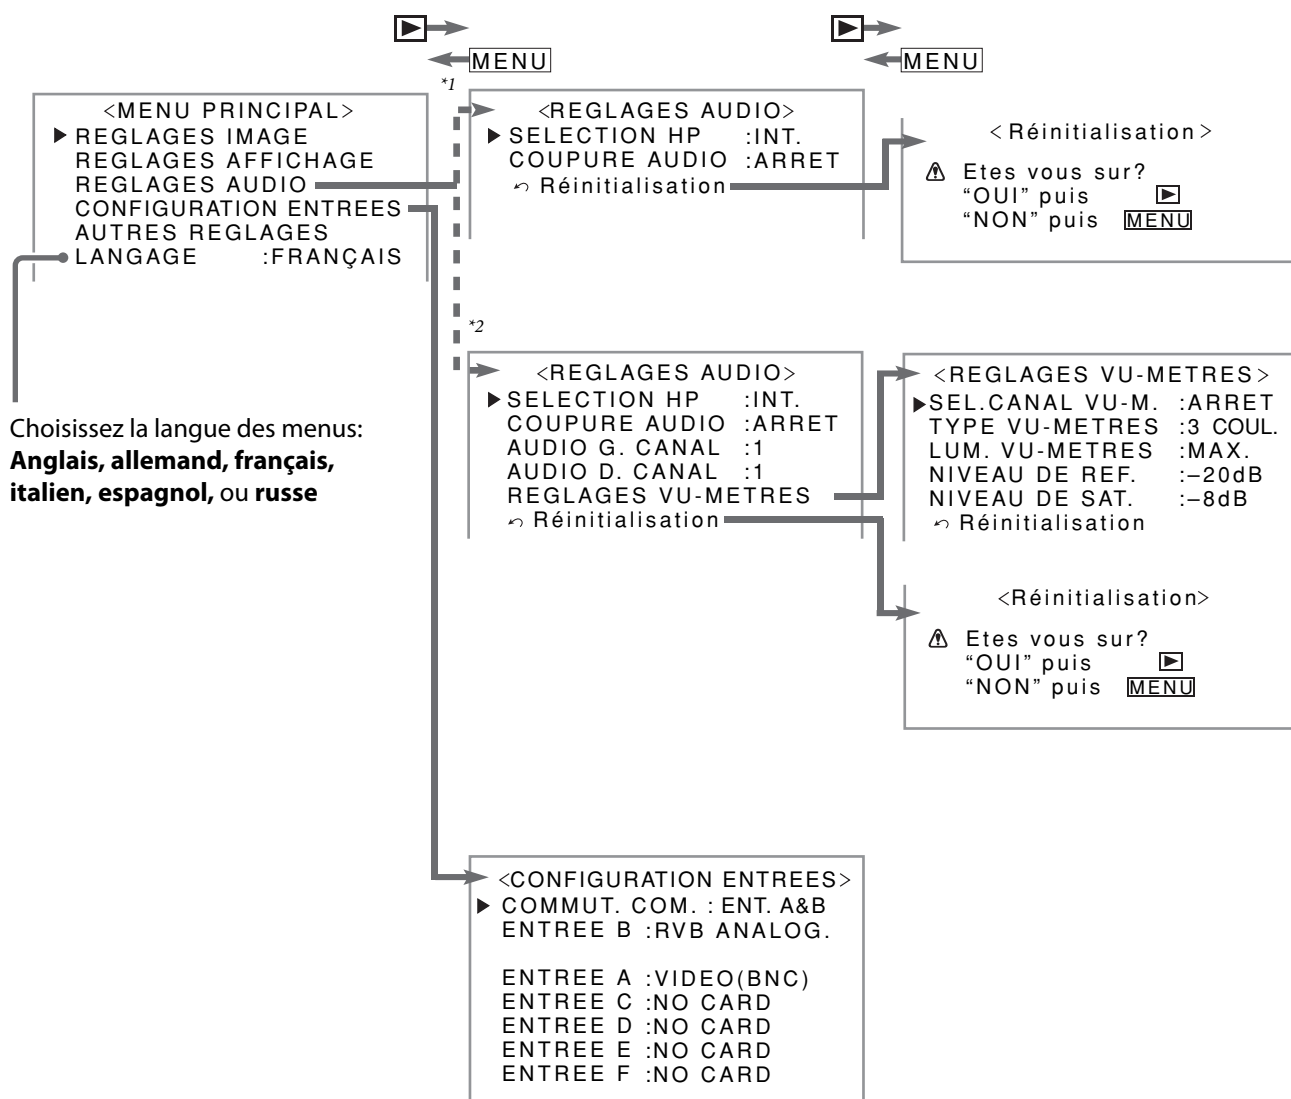 MENU
MENU
*1
<MENU PRINCIPAL>
REGLAGES IMAGE
REGLAGES AFFICHAGE
REGLAGES AUDIO
CONFIGURATION ENTREES
AUTRES REGLAGES
LANGAGE :FRANÇAIS
<REGLAGES AUDIO>
SELECTION HP :INT.
COUPURE AUDIO :ARRET
Réinitialisation
<Réinitialisation>
Etes vous sur?
“OUI” puis
“NON” puis MENU
*2
Choisissez la langue des menus:
Anglais, allemand, français,
italien, espagnol, ou russe
<REGLAGES AUDIO>
SELECTION HP :INT.
COUPURE AUDIO :ARRET
AUDIO G. CANAL :1
AUDIO D. CANAL :1
REGLAGES VU-METRES
Réinitialisation
<REGLAGES VU-METRES>
SEL.CANAL VU-M. :ARRET
TYPE VU-METRES :3 COUL.
LUM. VU-METRES :MAX.
NIVEAU DE REF. :–20dB
NIVEAU DE SAT. :–8dB
Réinitialisation
<Réinitialisation>
Etes vous sur?
“OUI” puis
“NON” puis MENU
<CONFIGURATION ENTREES>
COMMUT. COM. : ENT. A&B
ENTREE B :RVB ANALOG.
ENTREE A :VIDEO(BNC)
ENTREE C :NO CARD
ENTREE D :NO CARD
ENTREE E :NO CARD
ENTREE F :NO CARD